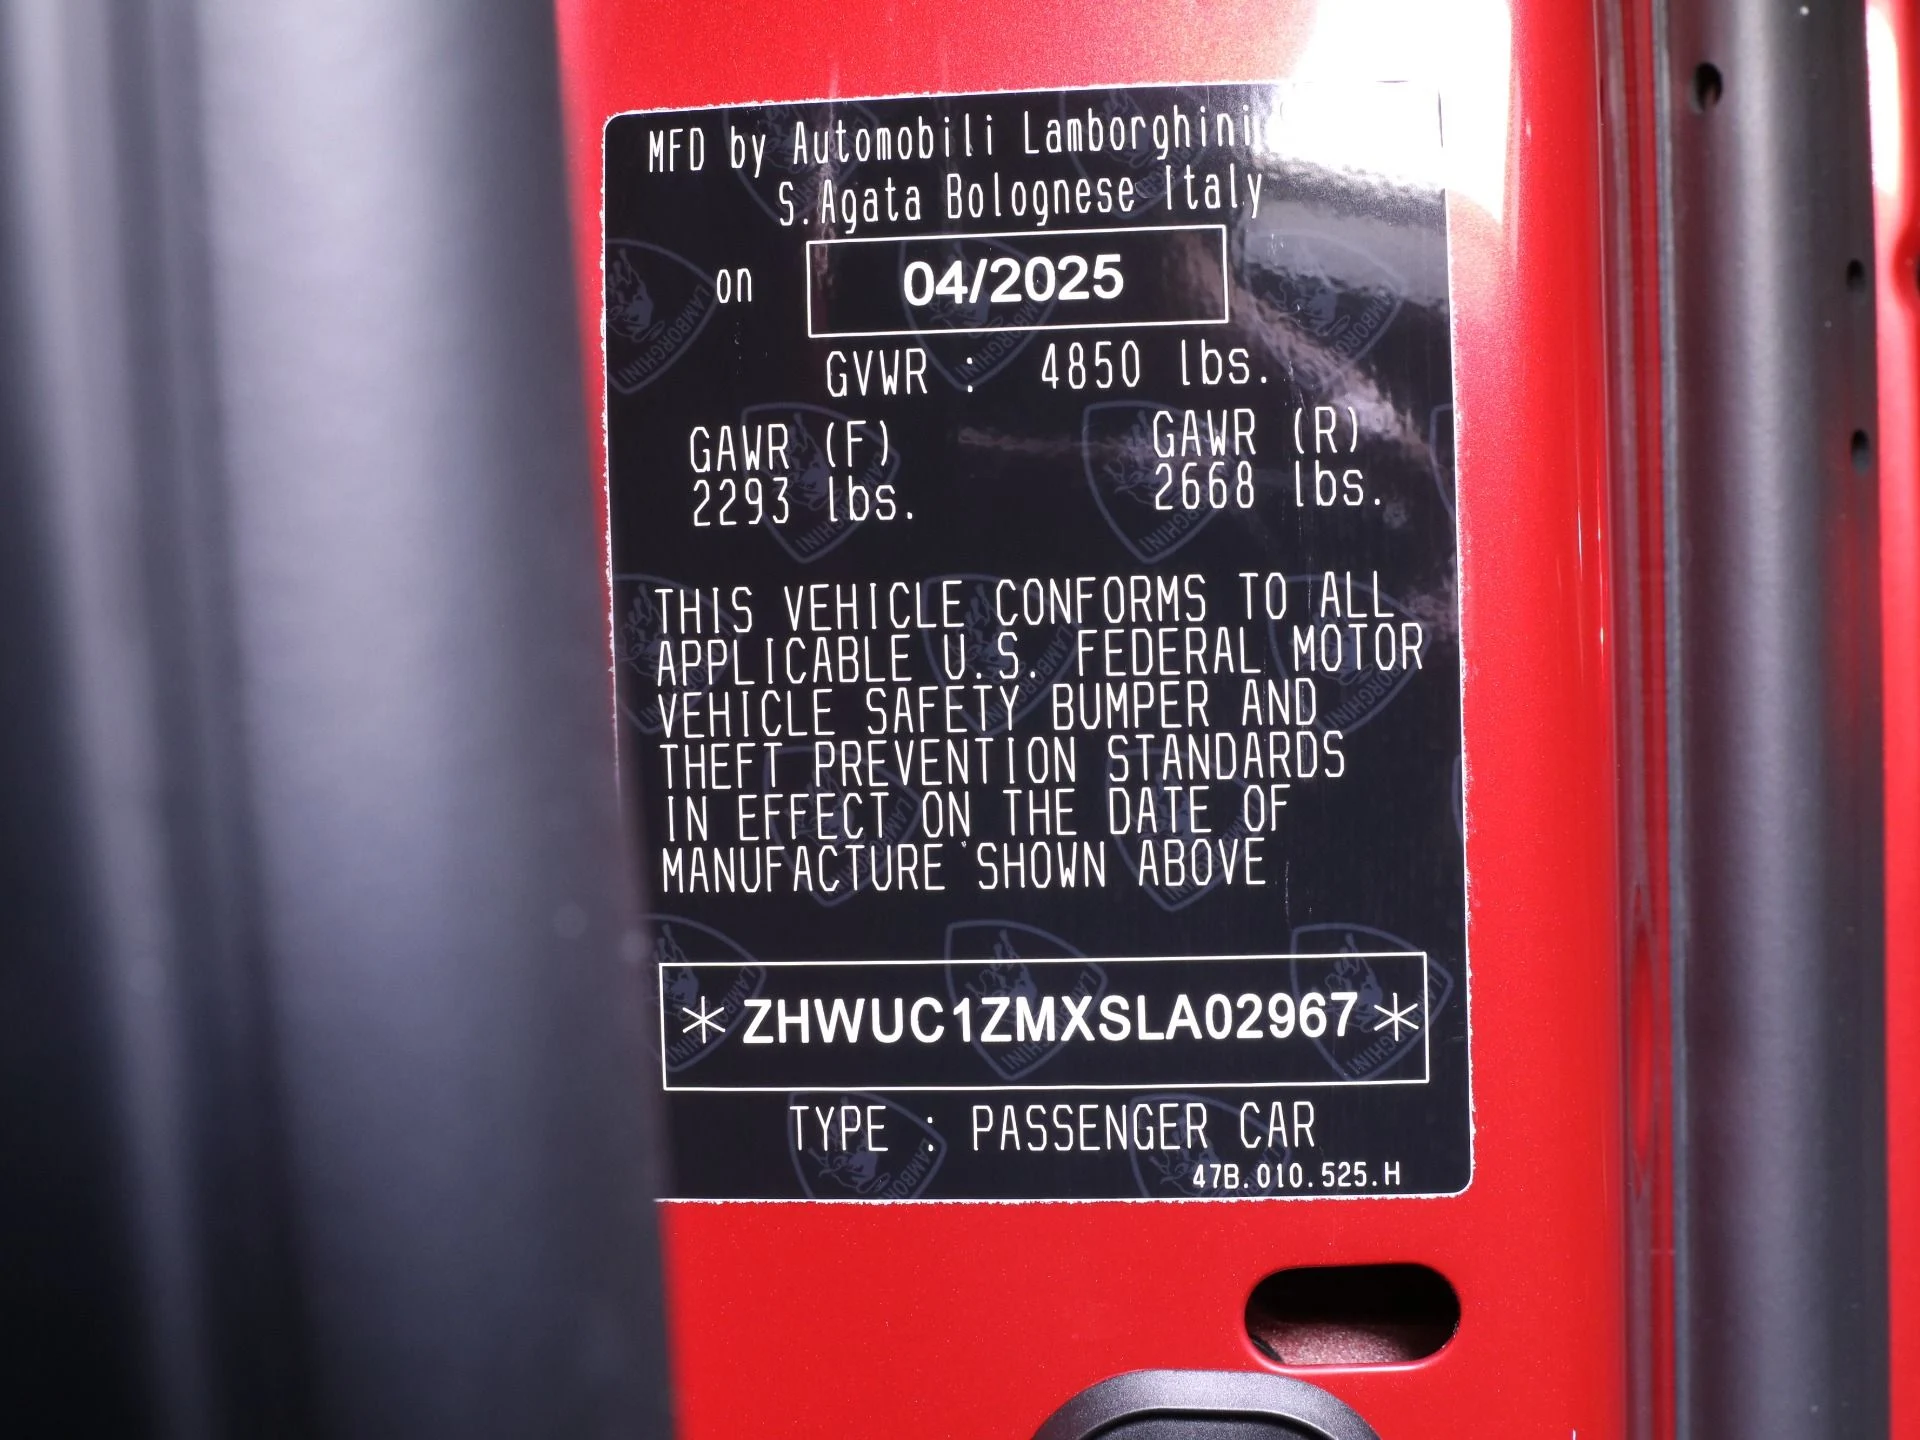 MFD by Automobili Lamborghini
S.Agata Bolognese Italy
on 04/2025
GVWR : 4850 lbs.
GAWR (F) GAWR (R)
2293 lbs. 2668 lbs.
THIS VEHICLE CONFORMS TO ALL
APPLICABLE U.S. FEDERAL MOTOR
VEHICLE SAFETY BUMPER AND
THEFT PREVENTION STANDARDS
IN EFFECT ON THE DATE OF
MANUFACTURE SHOWN ABOVE
*ZHWUC1ZMXSLA02967*
TYPE : PASSENGER CAR
47B.010.525.H